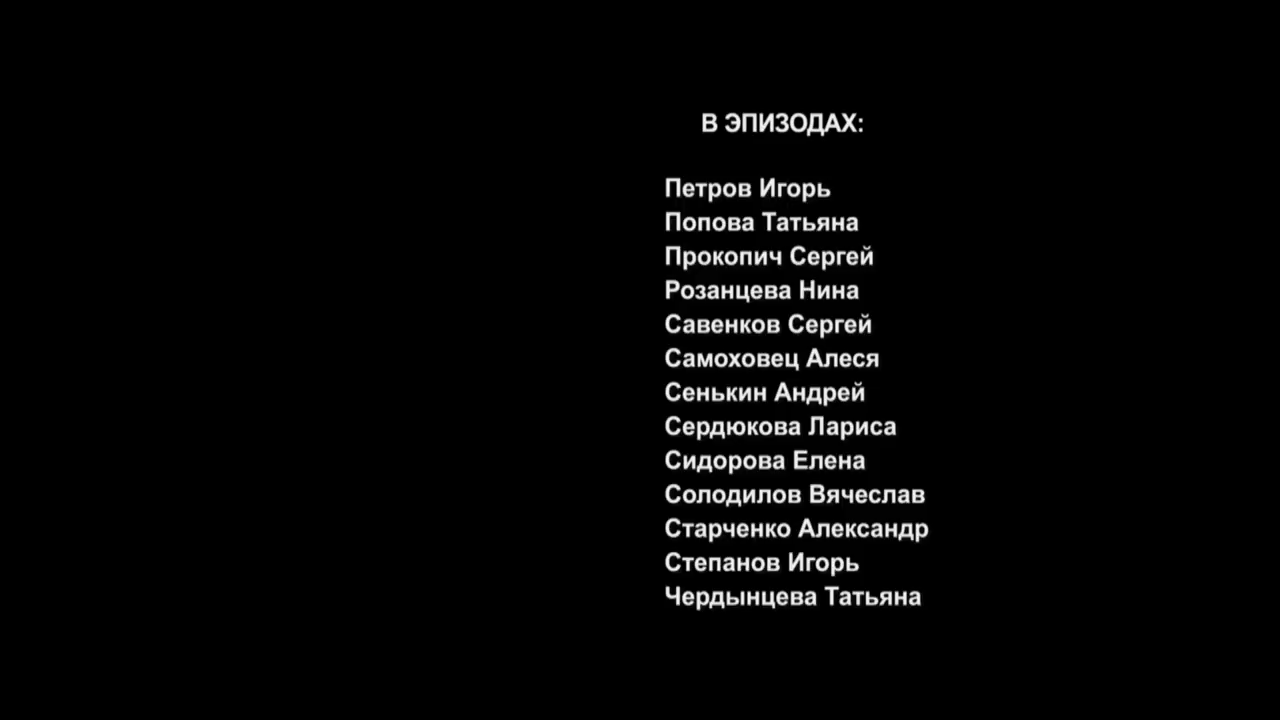 В ЭПИЗОДАХ:
Петров Игорь
Попова Татьяна
Прокопич Сергей
Розанцева Нина
Савенков Сергей
Самоховец Алеся
Сенькин Андрей
Сердюкова Лариса
Сидорова Елена
Солодилов Вячеслав
Старченко Александр
Степанов Игорь
Чердынцева Татьяна